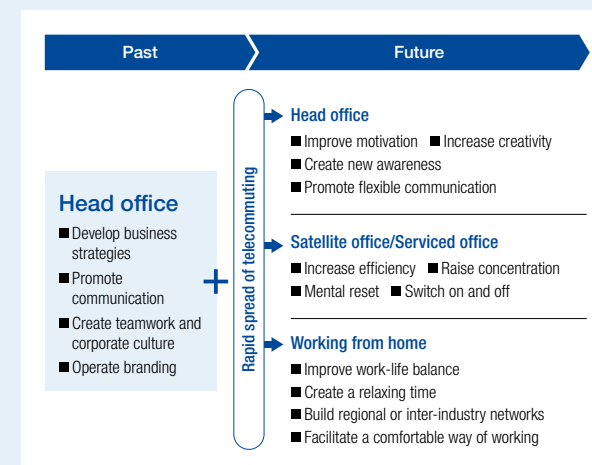 Past
Future
Head office
■ Develop business
strategies
■ Promote
communication
■ Create teamwork and
corporate culture
■ Operate branding
+
Rapid spread of telecommuting
Head office
■ Improve motivation ■ Increase creativity
■ Create new awareness
■ Promote flexible communication
Satellite office/Serviced office
■ Increase efficiency ■ Raise concentration
■ Mental reset ■ Switch on and off
Working from home
■ Improve work-life balance
■ Create a relaxing time
■ Build regional or inter-industry networks
■ Facilitate a comfortable way of working